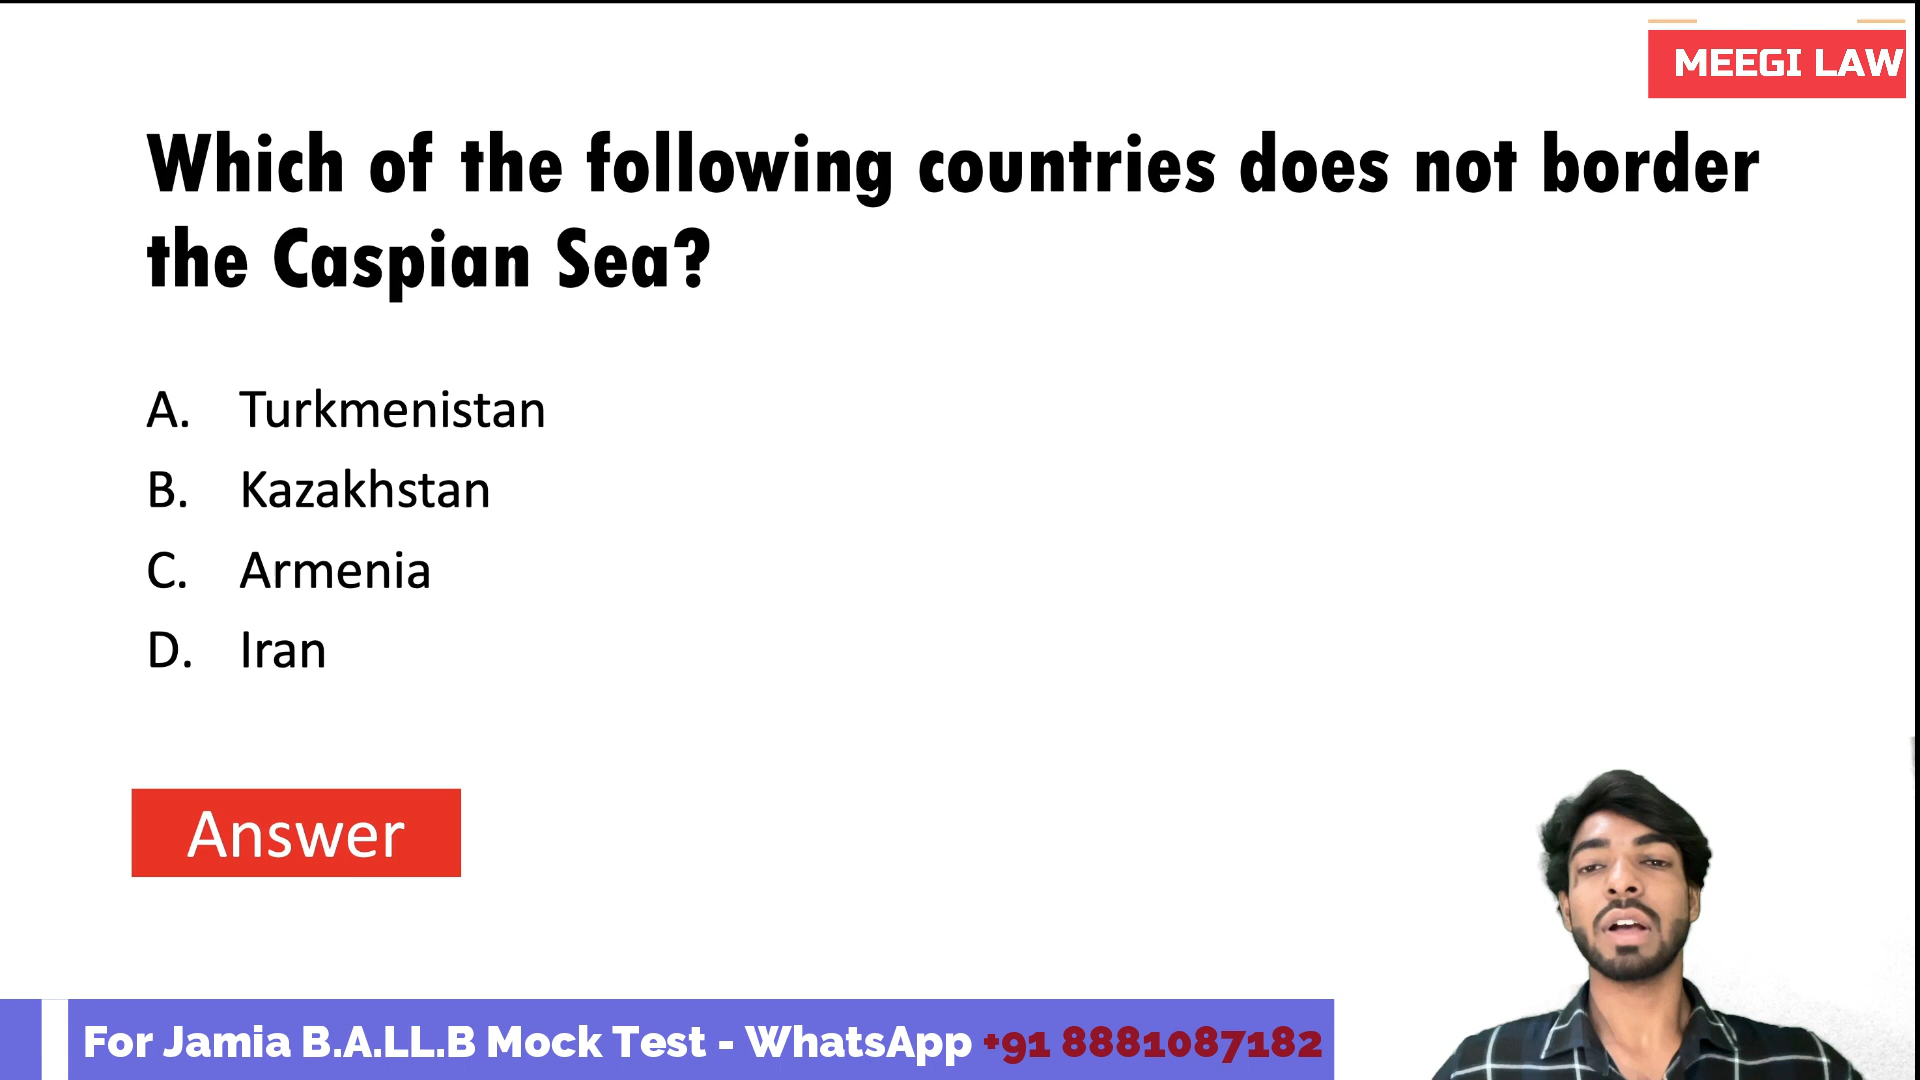 MEEGI LAW
Which of the following countries does not border
the Caspian Sea?
A. Turkmenistan
B. Kazakhstan
C. Armenia
D. Iran
Answer
For Jamia B.A.LL.B Mock Test - WhatsApp +91 8881087182